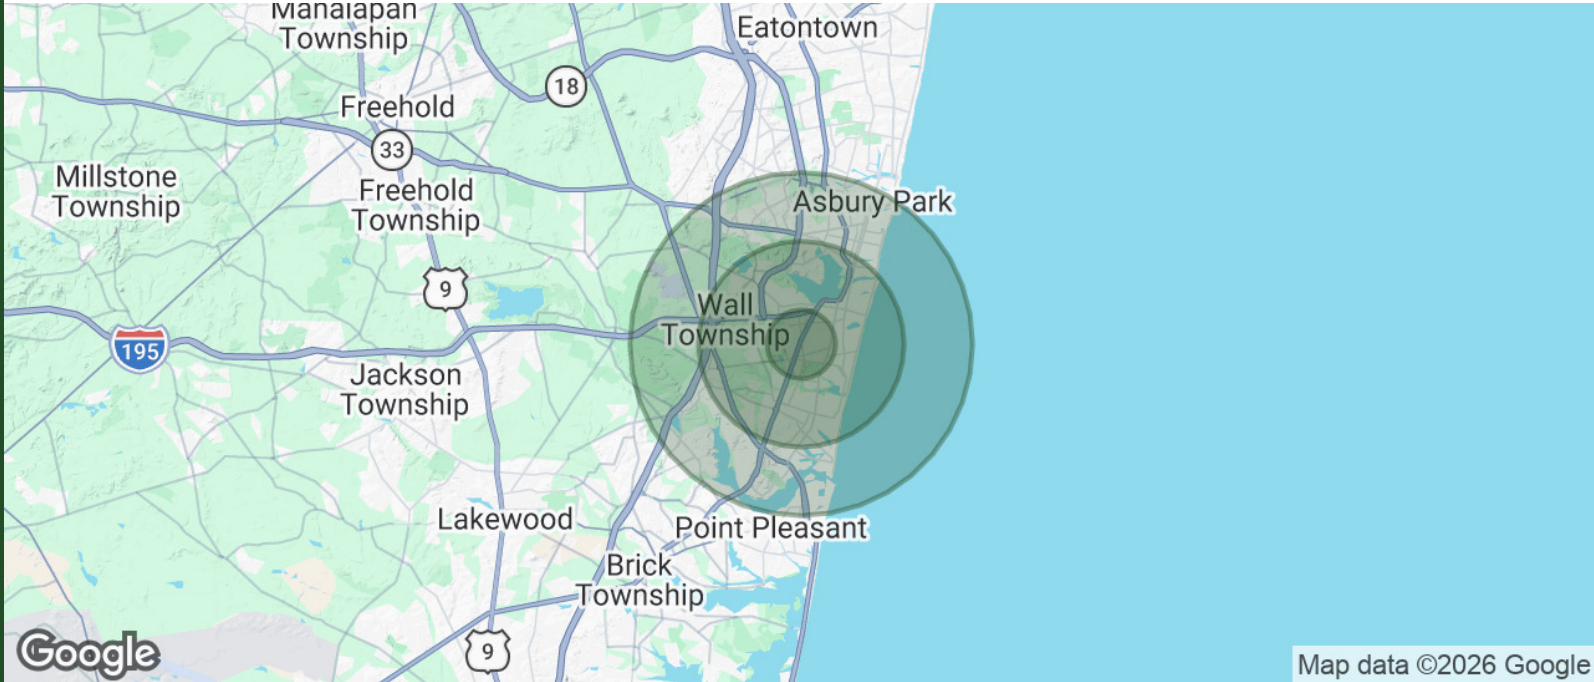 Manalapan
Township
Eatontown
18
Freehold
33
Millstone
Township
Freehold
Township
Asbury Park
9
Wall
Township
195
Jackson
Township
Lakewood
Point Pleasant
Brick
Township
9
Google
Map data ©2026 Google